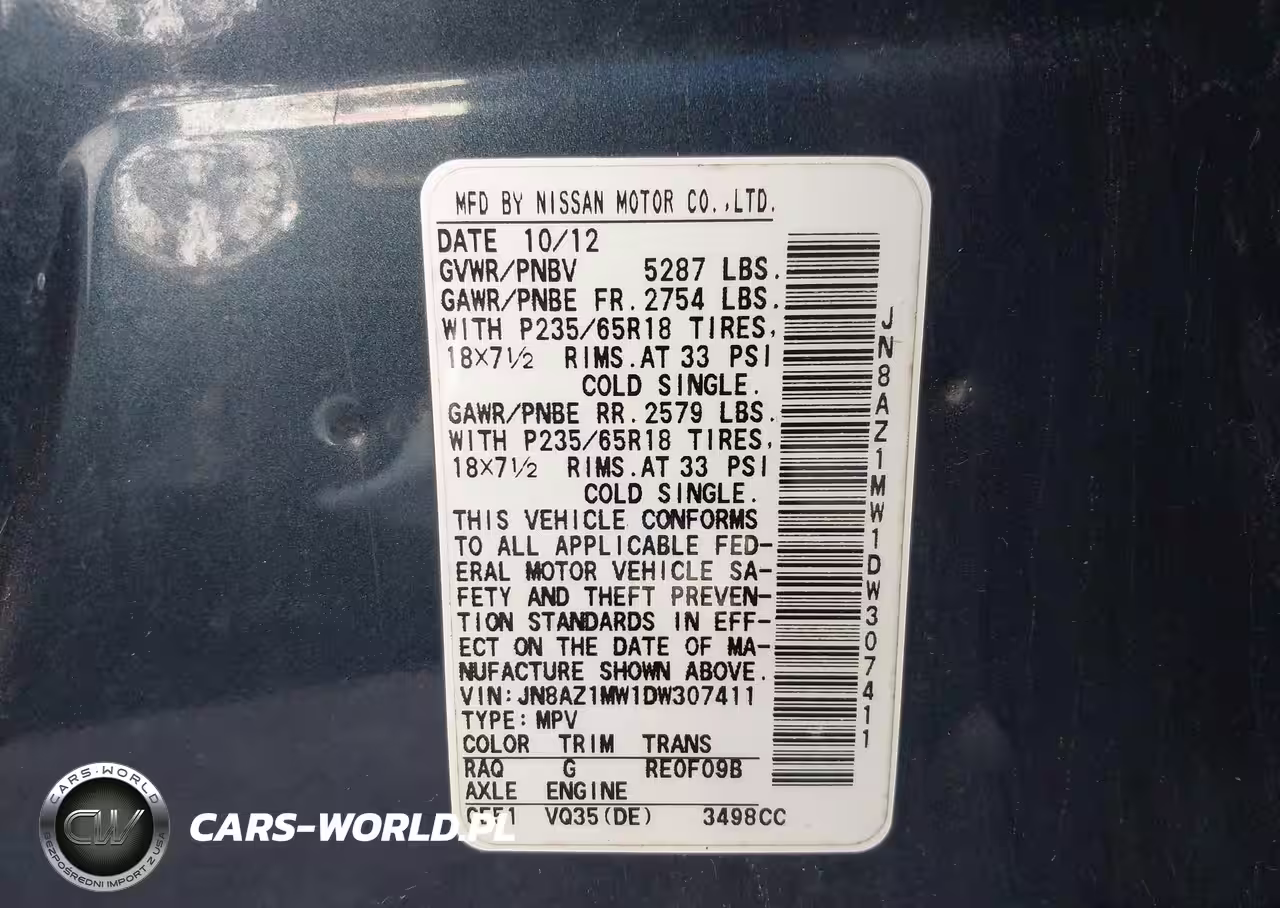 MFD BY NISSAN MOTOR CO.,LTD.
DATE 10/12
GVWR/PNBV 5287 LBS.
GAWR/PNBE FR.2754 LBS.
WITH P235/65R18 TIRES,
18×7½ RIMS.AT 33 PSI
COLD SINGLE.
GAWR/PNBE RR.2579 LBS.
WITH P235/65R18 TIRES,
18×7½ RIMS.AT 33 PSI
COLD SINGLE.
THIS VEHICLE CONFORMS
TO ALL APPLICABLE FED-
ERAL MOTOR VEHICLE SA-
FETY AND THEFT PREVEN-
TION STANDARDS IN EFF-
ECT ON THE DATE OF MA-
NUFACTURE SHOWN ABOVE.
VIN:JN8AZ1MW1DW307411
TYPE:MPV
COLOR TRIM TRANS
RAQ G RE0F09B
AXLE ENGINE
VQ35(DE) 3498CC
JN8AZ1MW1DW307411
CARS-WORLD
CW
BEZPOŚREDNI IMPORT Z USA
CARS-WORLD.PL